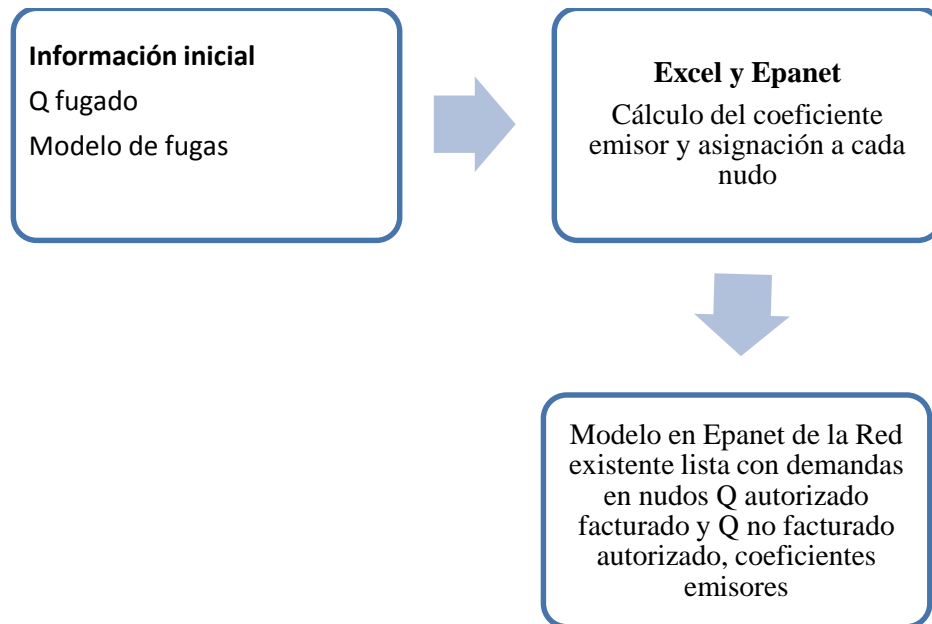 Información inicial
Q fugado
Modelo de fugas
Excel y Epanet
Cálculo del coeficiente
emisor y asignación a cada
nudo
Modelo en Epanet de la Red
existente lista con demandas
en nudos Q autorizado
facturado y Q no facturado
autorizado, coeficientes
emisores